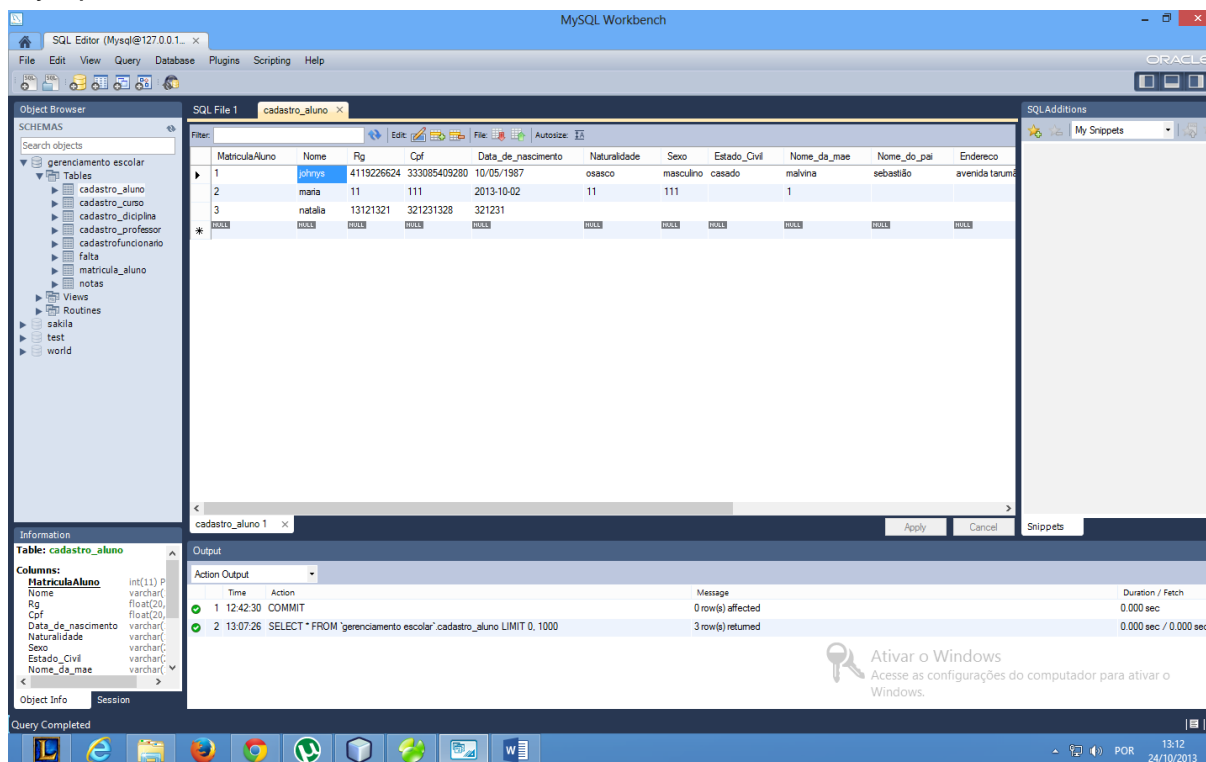 MySQL Workbench
SQL Editor (Mysql@127.0.0.1...
File Edit View Query Database Plugins Scripting Help
ORACLE
Object Browser
SCHEMAS
Search objects
gerenciamento escolar
Tables
cadastro_aluno
cadastro_curso
cadastro_diciplina
cadastro_professor
cadastrofuncionario
falta
matricula_aluno
notas
Views
Routines
sakila
test
world
Information
Table: cadastro_aluno
Columns:
MatriculaAluno int(11) P
Nome varchar(
Rg float(20,
Cpf float(20,
Data_de_nascimento varchar(
Naturalidade varchar(
Sexo varchar(
Estado_Civil varchar(
Nome_da_mae varchar(
Object Info Session
Query Completed
SQL File 1 cadastro_aluno
Filter: Edit: File: Autosize:
MatriculaAluno Nome Rg Cpf Data_de_nascimento Naturalidade Sexo Estado_Civil Nome_da_mae Nome_do_pai Endereco
1 johnys 4119226624 333085409280 10/05/1987 osasco masculino casado malvina sebastião avenida tarumã
2 maria 11 111 2013-10-02 11 111 1
3 natalia 13121321 321231328 321231
NULL NULL NULL NULL NULL NULL NULL NULL NULL NULL NULL
cadastro_aluno 1
Apply Cancel
SQLAdditions
My Snippets
Snippets
Output
Action Output
Time Action Message Duration / Fetch
1 12:42:30 COMMIT 0 row(s) affected 0.000 sec
2 13:07:26 SELECT * FROM `gerenciamento escolar`.cadastro_aluno LIMIT 0, 1000 3 row(s) returned 0.000 sec / 0.000 sec
Ativar o Windows
Acesse as configurações do computador para ativar o
Windows.
POR
13:12
24/10/2013